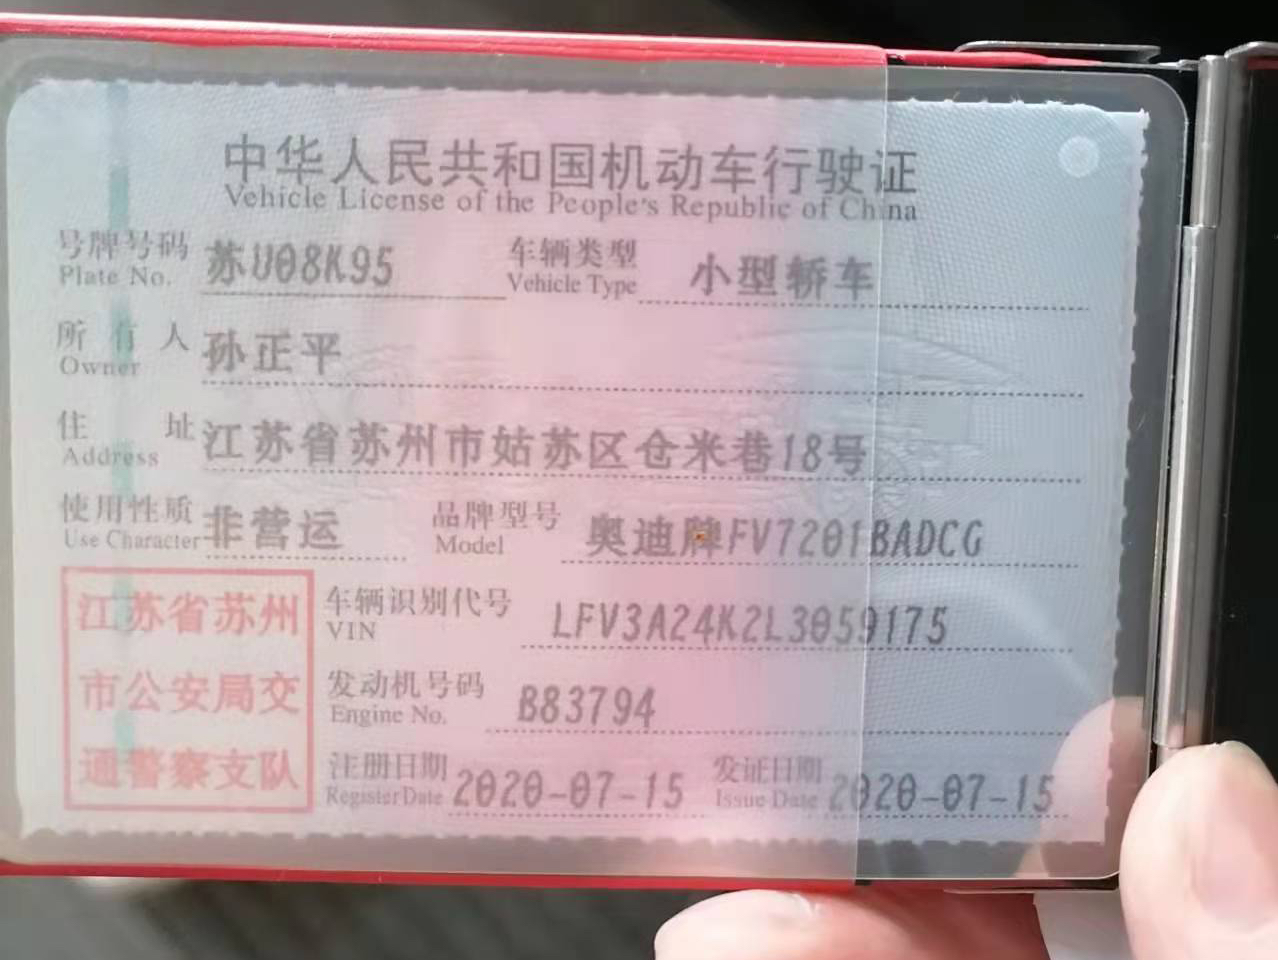 中华人民共和国机动车行驶证
Vehicle License of the People's Republic of China
号牌号码 苏U08K95 车辆类型 小型轿车
Plate No. Vehicle Type
所有人 孙正平
Owner
住址 江苏省苏州市姑苏区仓米巷18号
Address
使用性质 非营运 品牌型号 奥迪牌FV7201BADCG
Use Character Model
江苏省苏州
市公安局交
通警察支队
车辆识别代号 LFV3A24K2L3059175
VIN
发动机号码 B83794
Engine No.
注册日期 2020-07-15 发证日期 2020-07-15
Register Date Issue Date